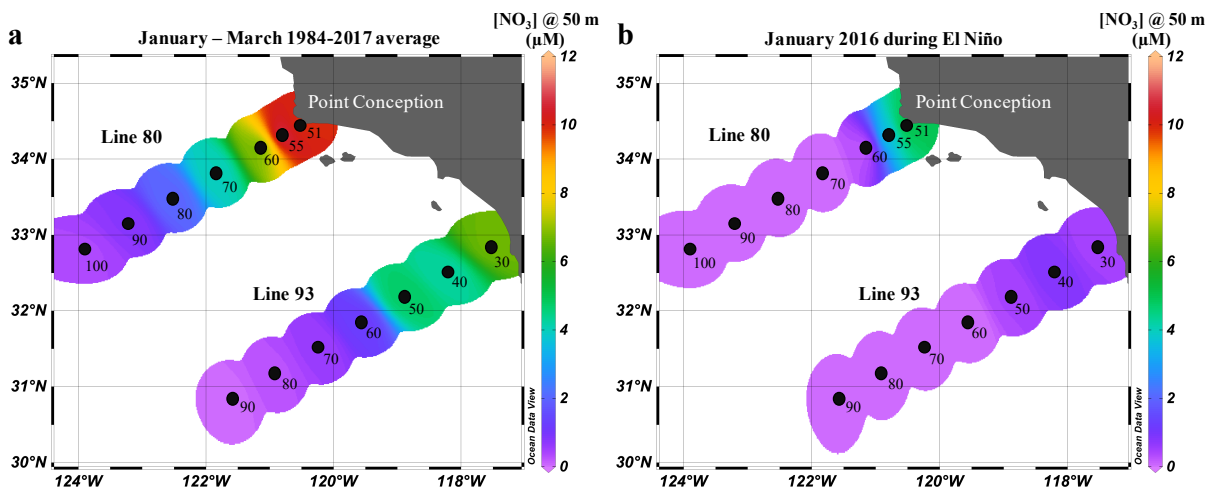 a
January – March 1984-2017 average
[NO3] @ 50 m
(µM)
35°N
34°N
33°N
32°N
31°N
30°N
124°W
122°W
120°W
118°W
Point Conception
Line 80
51
55
60
70
80
90
100
Line 93
30
40
50
60
70
80
90
Ocean Data View
12
10
8
6
4
2
0
b
January 2016 during El Niño
[NO3] @ 50 m
(µM)
35°N
34°N
33°N
32°N
31°N
30°N
124°W
122°W
120°W
118°W
Point Conception
Line 80
51
55
60
70
80
90
100
Line 93
30
40
50
60
70
80
90
Ocean Data View
12
10
8
6
4
2
0